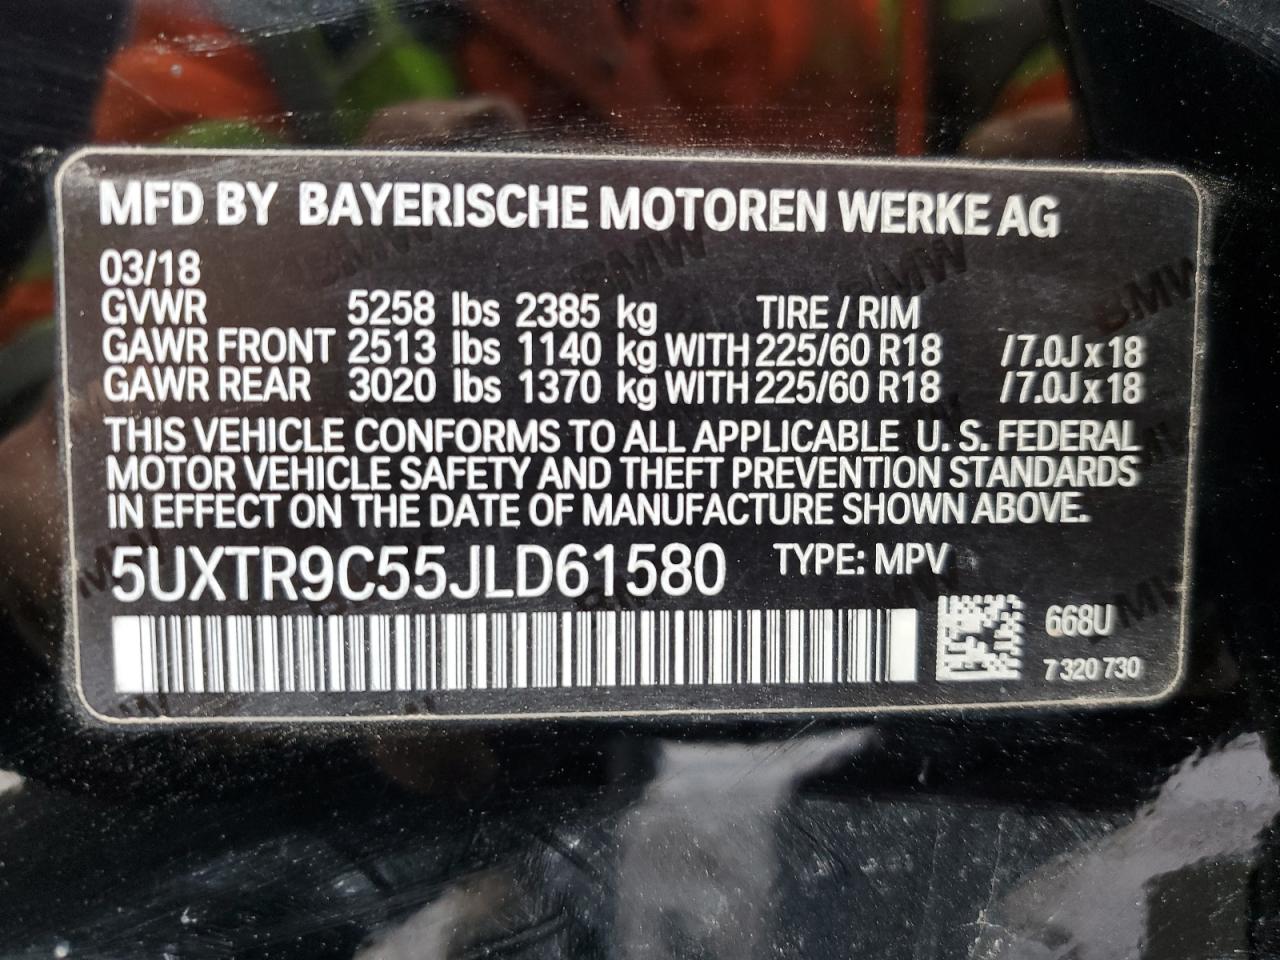 MFD BY BAYERISCHE MOTOREN WERKE AG
03/18
GVWR 5258 lbs 2385 kg TIRE / RIM
GAWR FRONT 2513 lbs 1140 kg WITH 225/60 R18 /7.0J x 18
GAWR REAR 3020 lbs 1370 kg WITH 225/60 R18 /7.0J x 18
THIS VEHICLE CONFORMS TO ALL APPLICABLE U. S. FEDERAL
MOTOR VEHICLE SAFETY AND THEFT PREVENTION STANDARDS
IN EFFECT ON THE DATE OF MANUFACTURE SHOWN ABOVE.
5UXTR9C55JLD61580 TYPE: MPV
668U
7 320 730